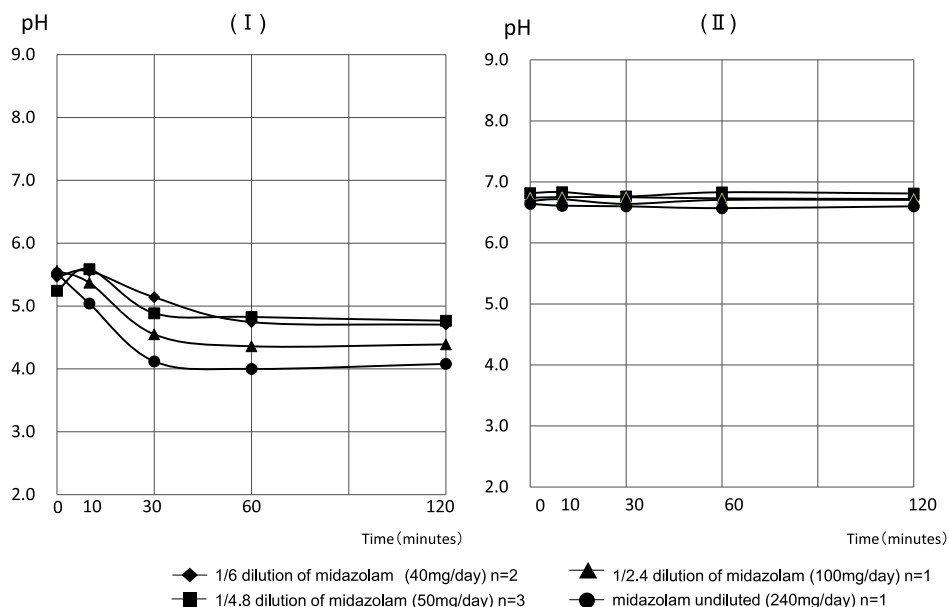 pH
( I )
9.0
8.0
7.0
6.0
5.0
4.0
3.0
2.0
0 10 30 60 120
Time(minutes)
pH
(Ⅱ)
9.0
8.0
7.0
6.0
5.0
4.0
3.0
2.0
0 10 30 60 120
Time(minutes)
1/6 dilution of midazolam (40mg/day) n=2
1/4.8 dilution of midazolam (50mg/day) n=3
1/2.4 dilution of midazolam (100mg/day) n=1
midazolam undiluted (240mg/day) n=1